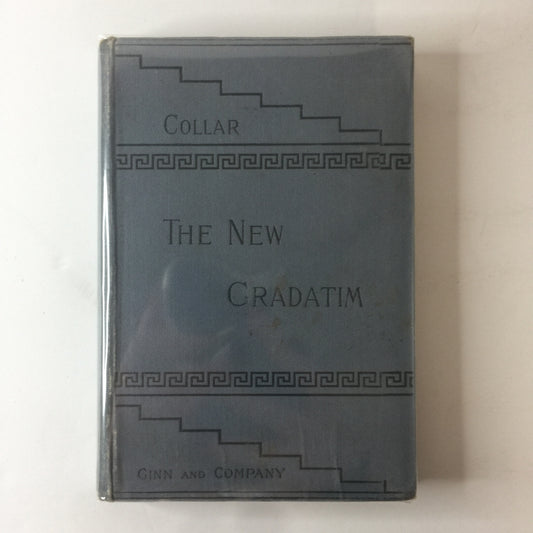 COLLAR
THE NEW
GRADATIM
GINN AND COMPANY